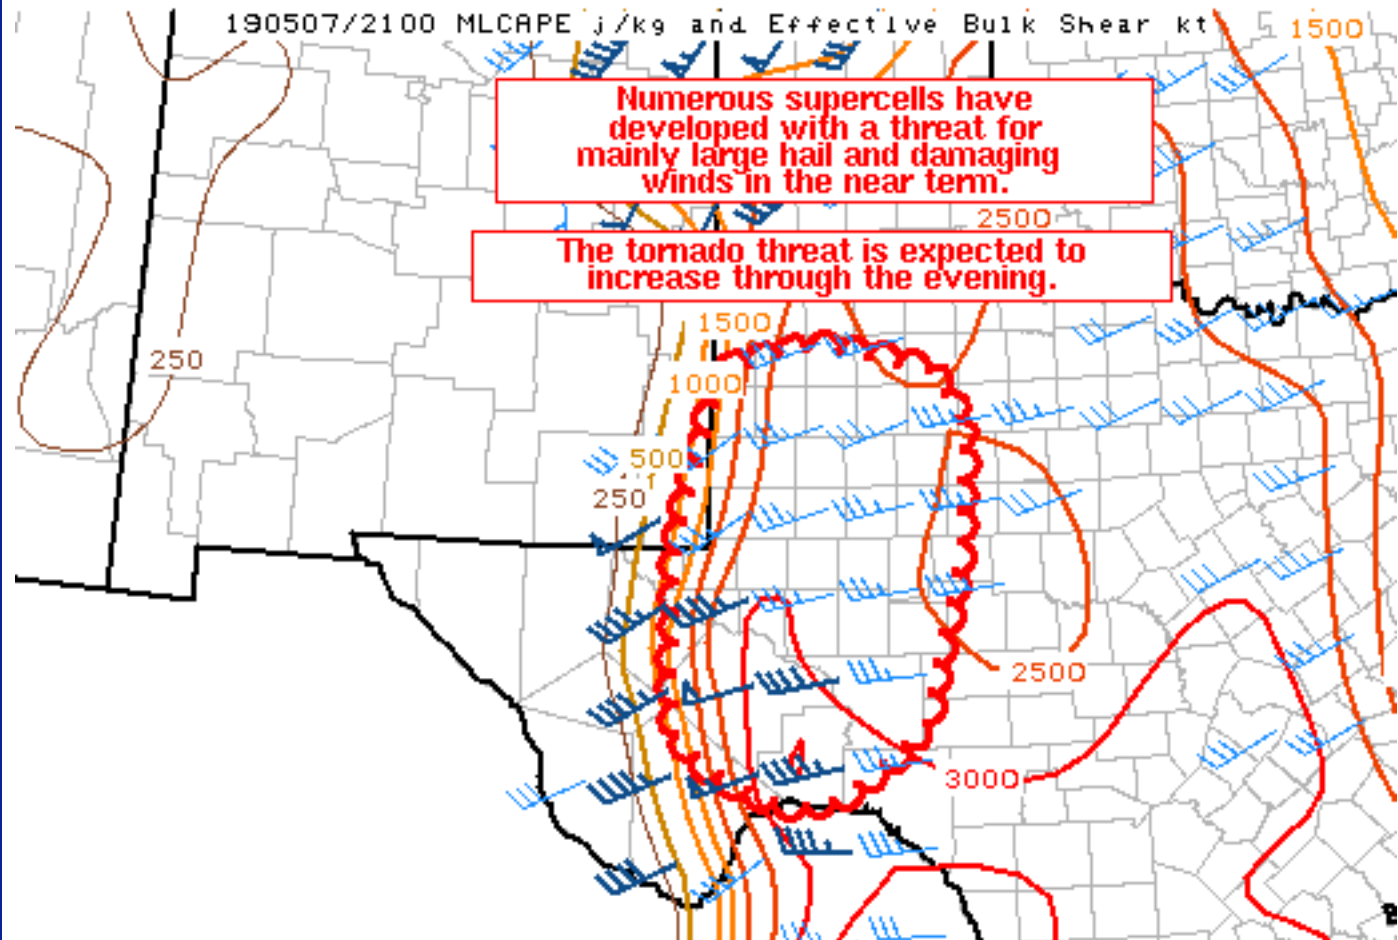 190507/2100 MLCAPE j/kg and Effective Bulk Shear kt
1500
Numerous supercells have
developed with a threat for
mainly large hail and damaging
winds in the near term.
2500
The tornado threat is expected to
increase through the evening.
1500
250
1000
500
250
2500
3000